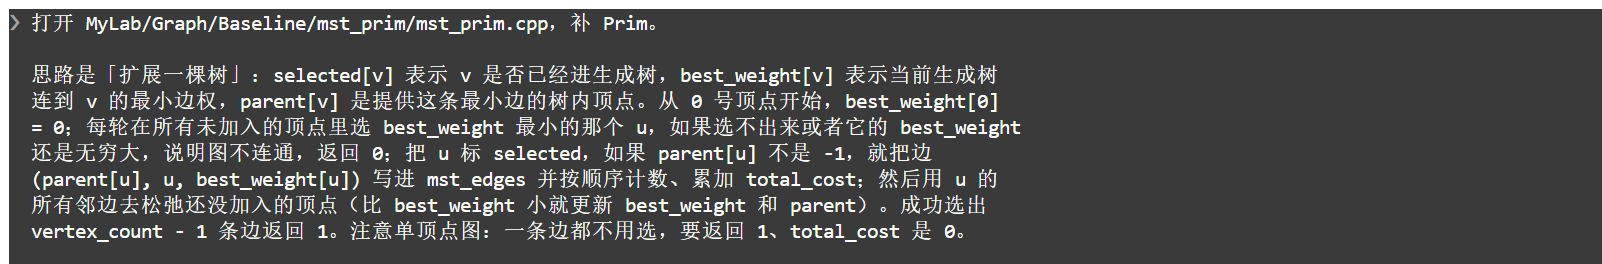 ❯ 打开 MyLab/Graph/Baseline/mst_prim/mst_prim.cpp，补 Prim。
思路是「扩展一棵树」：selected[v] 表示 v 是否已经进生成树，best_weight[v] 表示当前生成树
连到 v 的最小边权，parent[v] 是提供这条最小边的树内顶点。从 0 号顶点开始，best_weight[0]
= 0；每轮在所有未加入的顶点里选 best_weight 最小的那个 u，如果选不出来或者它的 best_weight
还是无穷大，说明图不连通，返回 0；把 u 标 selected，如果 parent[u] 不是 -1，就把边
(parent[u], u, best_weight[u]) 写进 mst_edges 并按顺序计数、累加 total_cost；然后用 u 的
所有邻边去松弛还没加入的顶点（比 best_weight 小就更新 best_weight 和 parent）。成功选出
vertex_count - 1 条边返回 1。注意单顶点图：一条边都不用选，要返回 1、total_cost 是 0。